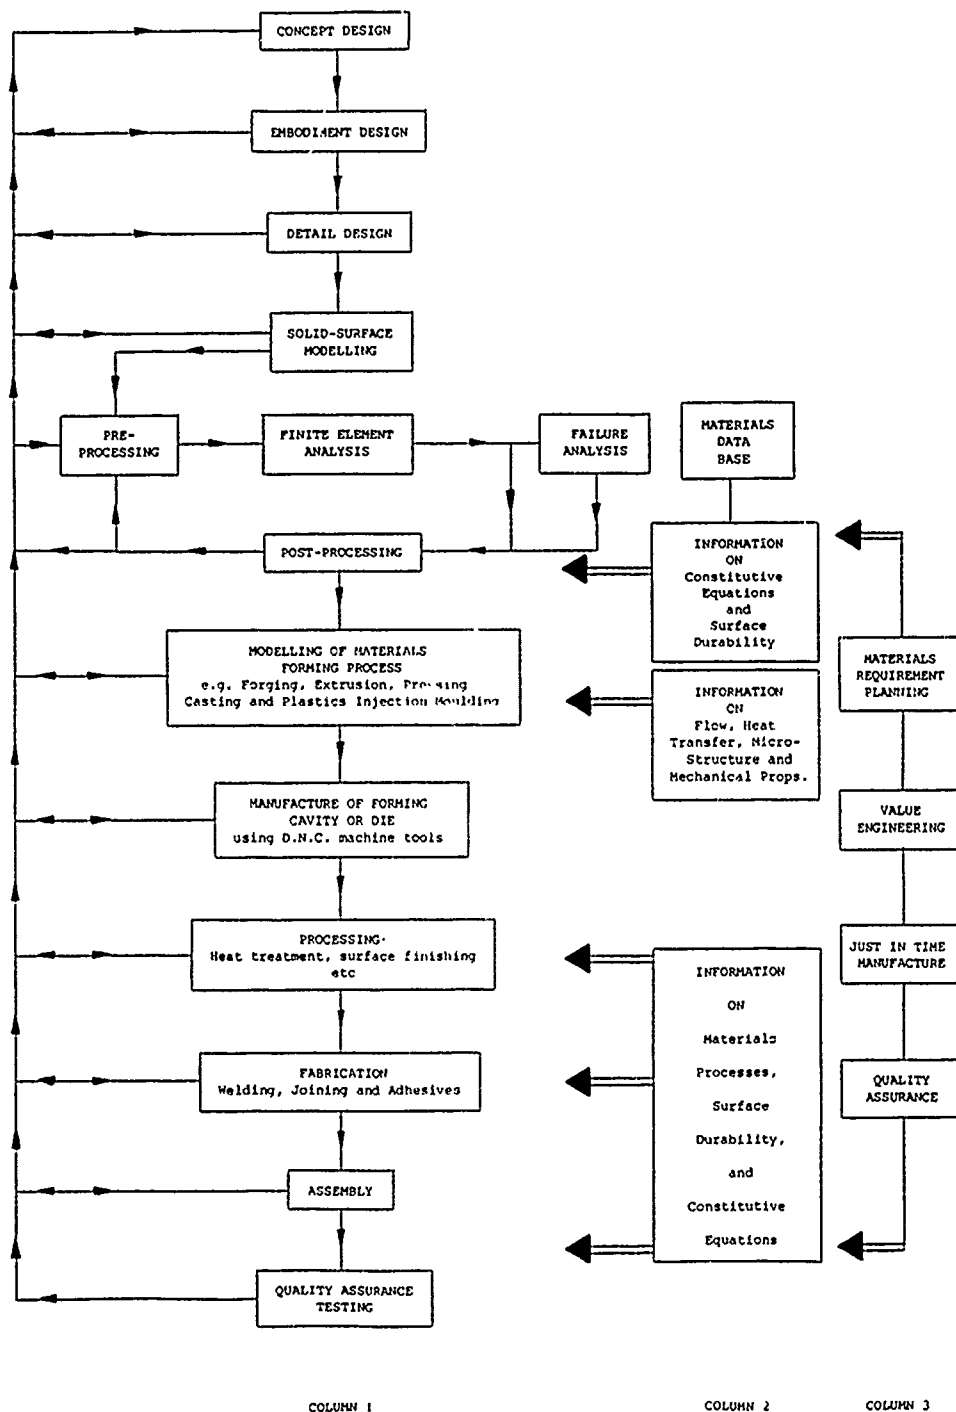 CONCEPT DESIGN
EMBODIMENT DESIGN
DETAIL DESIGN
SOLID-SURFACE
MODELLING
PRE-
PROCESSING
FINITE ELEMENT
ANALYSIS
FAILURE
ANALYSIS
MATERIALS
DATA
BASE
POST-PROCESSING
INFORMATION
ON
Constitutive
Equations
and
Surface
Durability
MODELLING OF MATERIALS
FORMING PROCESS
e.g. Forging, Extrusion, Pressing
Casting and Plastics Injection Moulding
INFORMATION
ON
Flow, Heat
Transfer, Micro-
Structure and
Mechanical Props.
MATERIALS
REQUIREMENT
PLANNING
MANUFACTURE OF FORMING
CAVITY OR DIE
using D.N.C. machine tools
VALUE
ENGINEERING
PROCESSING.
Heat treatment, surface finishing
etc
JUST IN TIME
MANUFACTURE
FABRICATION
Welding, Joining and Adhesives
INFORMATION
ON
Materials
Processes,
Surface
Durability,
and
Constitutive
Equations
QUALITY
ASSURANCE
ASSEMBLY
QUALITY ASSURANCE
TESTING
COLUMN 1
COLUMN 2
COLUMN 3